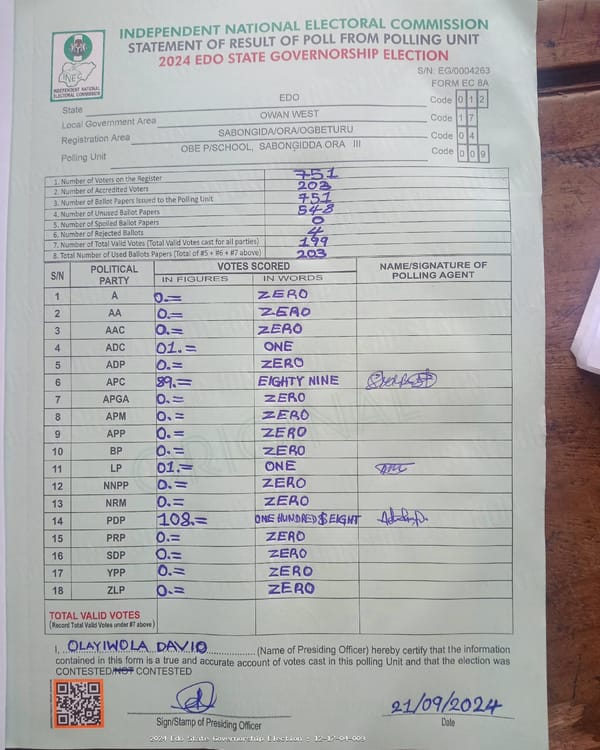 INDEPENDENT NATIONAL ELECTORAL COMMISSION
STATEMENT OF RESULT OF POLL FROM POLLING UNIT
2024 EDO STATE GOVERNORSHIP ELECTION
INEC
INDEPENDENT NATIONAL
ELECTORAL COMMISSION
S/N: EG/0004263
FORM EC 8A
State EDO Code 0 1 2
Local Government Area OWAN WEST Code 1 7
Registration Area SABONGIDA/ORA/OGBETURU Code 0 4
Polling Unit OBE P/SCHOOL, SABONGIDDA ORA III Code 0 0 9
1. Number of Voters on the Register 751
2. Number of Accredited Voters 203
3. Number of Ballot Papers Issued to the Polling Unit 751
4. Number of Unused Ballot Papers 548
5. Number of Spoiled Ballot Papers 0
6. Number of Rejected Ballots 4
7. Number of Total Valid Votes (Total Valid Votes cast for all parties) 199
8. Total Number of Used Ballots Papers (Total of #5 + #6 + #7 above) 203
S/N POLITICAL PARTY VOTES SCORED NAME/SIGNATURE OF POLLING AGENT
IN FIGURES IN WORDS
1 A 0.= ZERO
2 AA 0.= ZERO
3 AAC 0.= ZERO
4 ADC 01.= ONE
5 ADP 0.= ZERO
6 APC 89.= EIGHTY NINE
7 APGA 0.= ZERO
8 APM 0.= ZERO
9 APP 0.= ZERO
10 BP 0.= ZERO
11 LP 01.= ONE
12 NNPP 0.= ZERO
13 NRM 0.= ZERO
14 PDP 108.= ONE HUNDRED $ EIGHT
15 PRP 0.= ZERO
16 SDP 0.= ZERO
17 YPP 0.= ZERO
18 ZLP 0.= ZERO
TOTAL VALID VOTES
(Record Total Valid Votes under #7 above)
ORIGINAL
I, OLAYIWOLA DAVID (Name of Presiding Officer) hereby certify that the information
contained in this form is a true and accurate account of votes cast in this polling Unit and that the election was
CONTESTED/NOT CONTESTED
21/09/2024
Sign/Stamp of Presiding Officer Date
2024 Edo State Governorship Election : 12-17-04-009